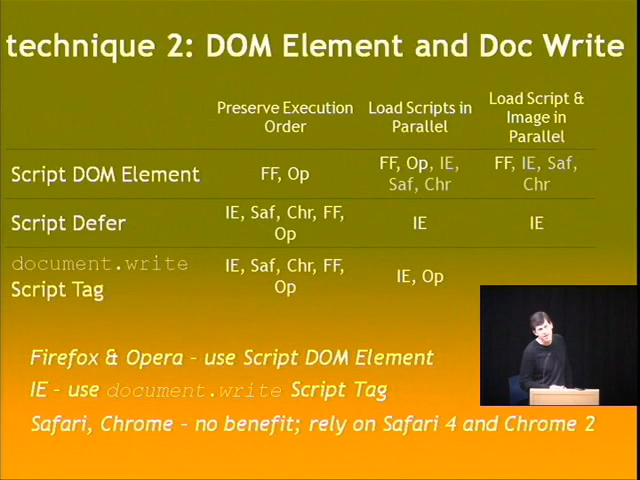 technique 2: DOM Element and Doc Write
Preserve Execution Order
Load Scripts in Parallel
Load Script & Image in Parallel
Script DOM Element
FF, Op
FF, Op, IE, Saf, Chr
FF, IE, Saf, Chr
Script Defer
IE, Saf, Chr, FF, Op
IE
IE
document.write Script Tag
IE, Saf, Chr, FF, Op
IE, Op
Firefox & Opera – use Script DOM Element
IE – use document.write Script Tag
Safari, Chrome – no benefit; rely on Safari 4 and Chrome 2